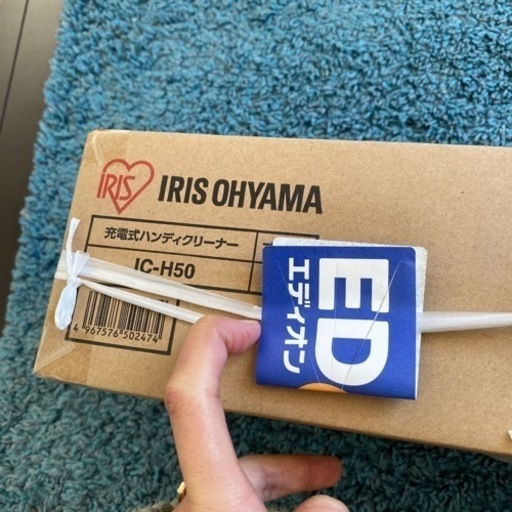 IRIS
IRIS OHYAMA
充電式ハンディクリーナー
IC-H50
4 967576 502474
ED
エディオン